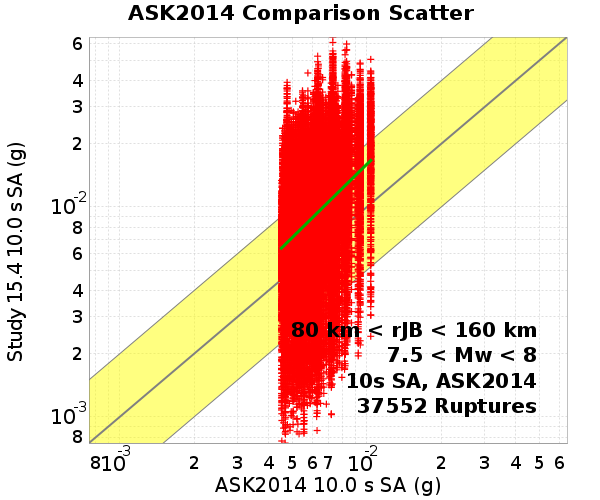 ASK2014 Comparison Scatter
6
4
3
2
10-2
8
6
4
3
2
10-3
8
Study 15.4 10.0 s SA (g)
80 km < rJB < 160 km
7.5 < Mw < 8
10s SA, ASK2014
37552 Ruptures
8 10-3 2 3 4 5 6 7 10-2 2 3 4 5 6
ASK2014 10.0 s SA (g)